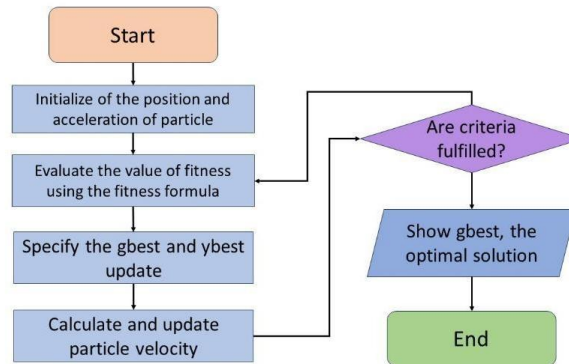 Start
Initialize of the position and
acceleration of particle
Evaluate the value of fitness
using the fitness formula
Specify the gbest and ybest
update
Calculate and update
particle velocity
Are criteria
fulfilled?
Show gbest, the
optimal solution
End